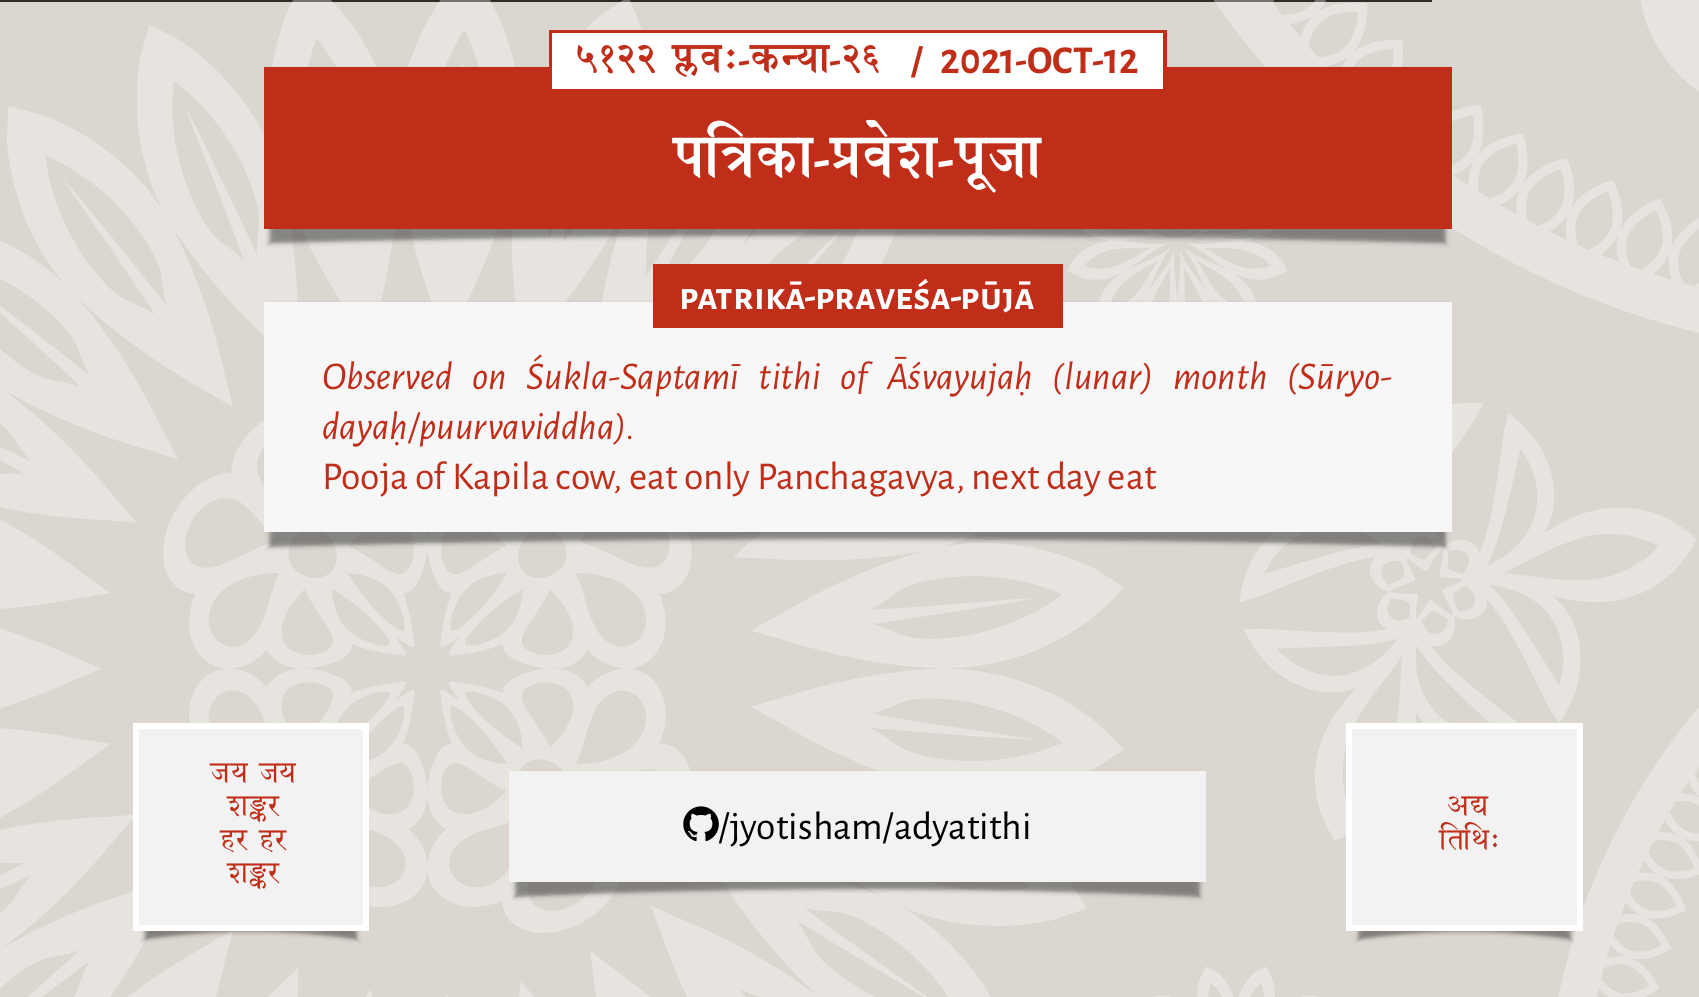 ५१२२ प्लवः-कन्या-२६ / 2021-OCT-12
पत्रिका-प्रवेश-पूजा
PATRIKĀ-PRAVEŚA-PŪJĀ
Observed on Śukla-Saptamī tithi of Āśvayujaḥ (lunar) month (Sūryo-
dayaḥ/puurvaviddha).
Pooja of Kapila cow, eat only Panchagavya, next day eat
जय जय
शङ्कर
हर हर
शङ्कर
/jyotisham/adyatithi
अद्य
तिथिः